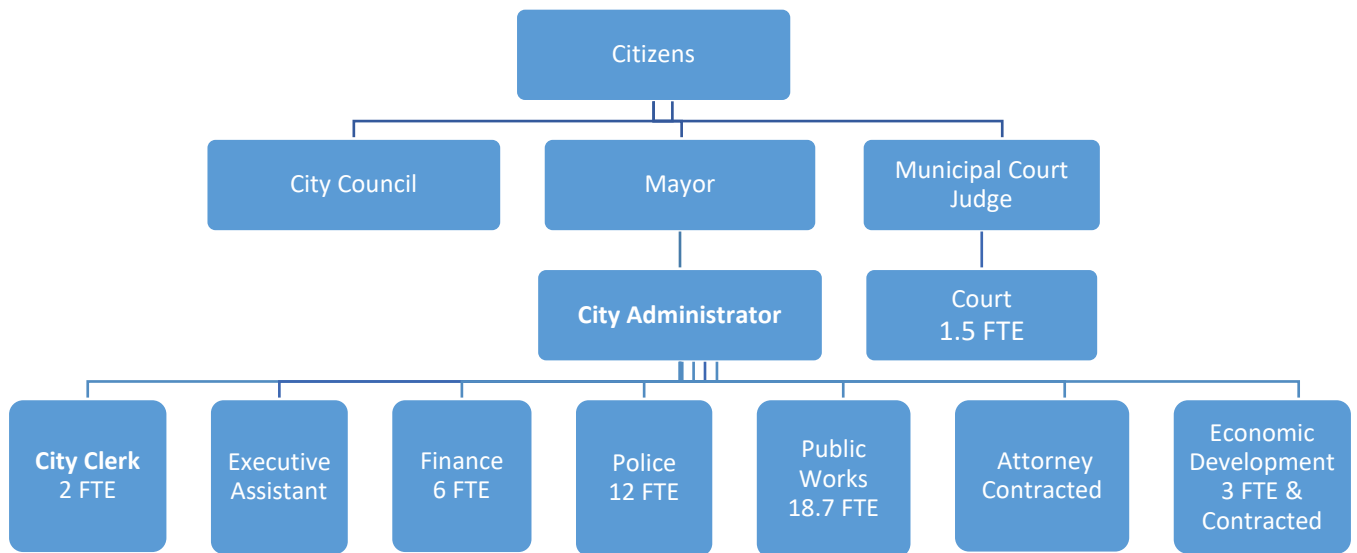 Citizens
City Council
Mayor
Municipal Court
Judge
City Administrator
Court
1.5 FTE
City Clerk
2 FTE
Executive
Assistant
Finance
6 FTE
Police
12 FTE
Public
Works
18.7 FTE
Attorney
Contracted
Economic
Development
3 FTE &
Contracted